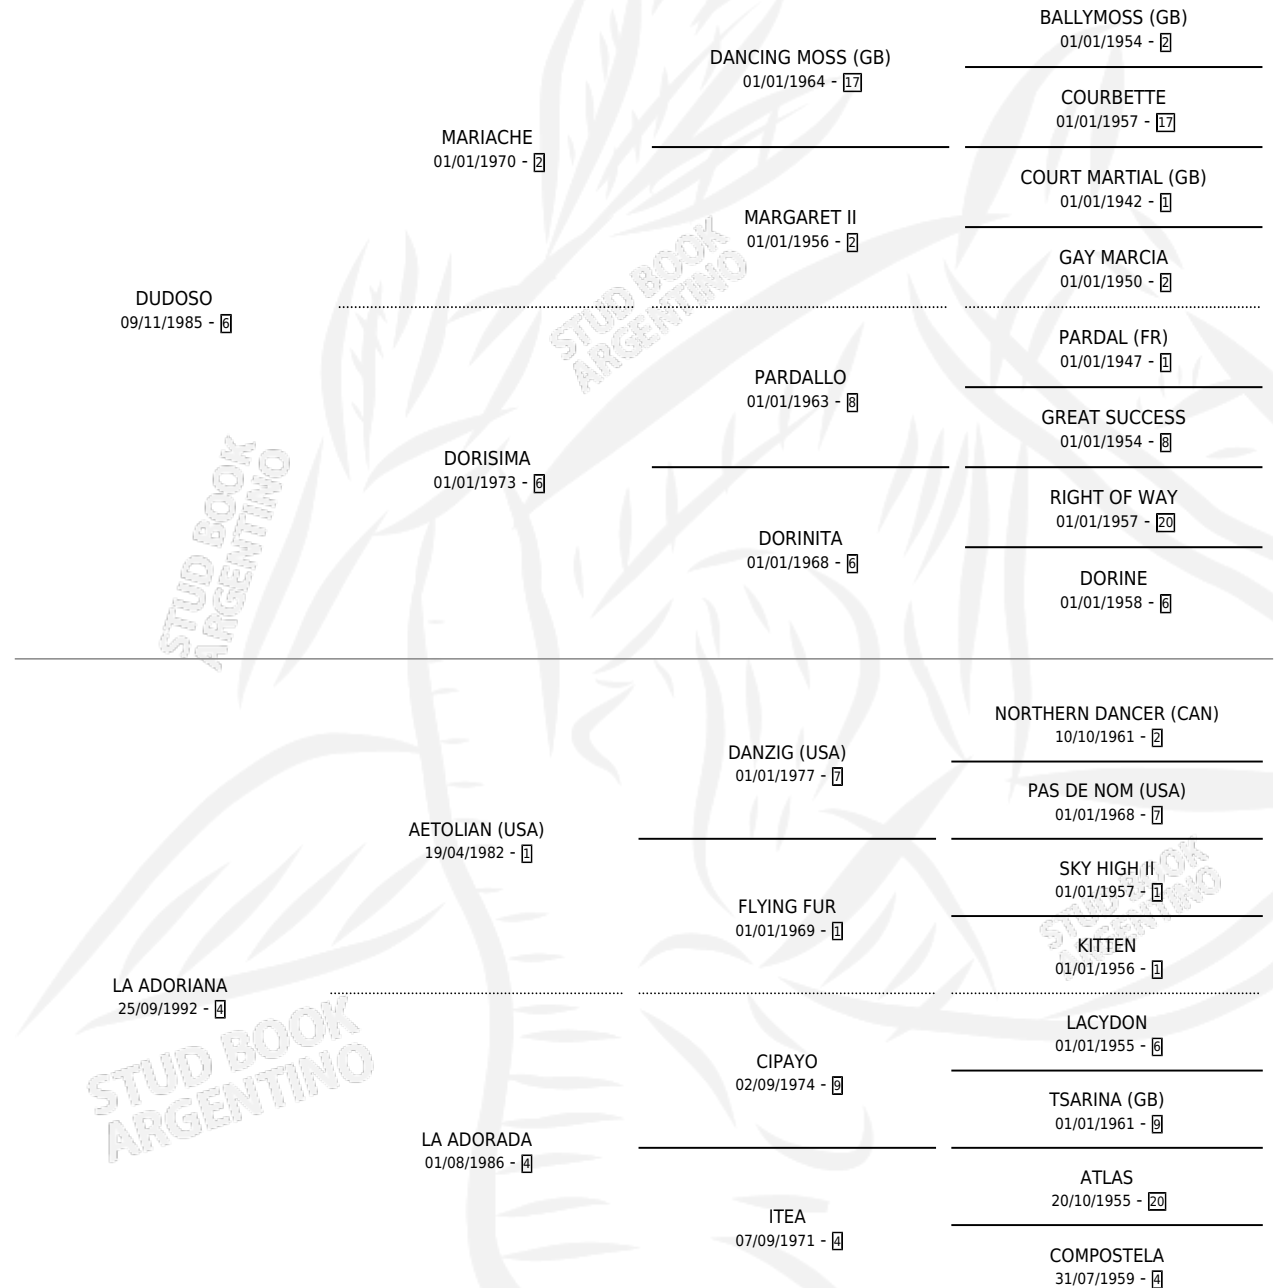 BALLYMOSS (GB)
01/01/1954 - 2
DANCING MOSS (GB)
01/01/1964 - 17
COURBETTE
01/01/1957 - 17
MARIACHE
01/01/1970 - 2
COURT MARTIAL (GB)
01/01/1942 - 1
MARGARET II
01/01/1956 - 2
GAY MARCIA
01/01/1950 - 2
DUDOSO
09/11/1985 - 6
PARDAL (FR)
01/01/1947 - 1
PARDALLO
01/01/1963 - 8
GREAT SUCCESS
01/01/1954 - 8
DORISIMA
01/01/1973 - 6
RIGHT OF WAY
01/01/1957 - 20
DORINITA
01/01/1968 - 6
DORINE
01/01/1958 - 6
NORTHERN DANCER (CAN)
10/10/1961 - 2
DANZIG (USA)
01/01/1977 - 7
PAS DE NOM (USA)
01/01/1968 - 7
AETOLIAN (USA)
19/04/1982 - 1
SKY HIGH II
01/01/1957 - 1
FLYING FUR
01/01/1969 - 1
KITTEN
01/01/1956 - 1
LA ADORIANA
25/09/1992 - 4
LACYDON
01/01/1955 - 6
CIPAYO
02/09/1974 - 9
TSARINA (GB)
01/01/1961 - 9
LA ADORADA
01/08/1986 - 4
ATLAS
20/10/1955 - 20
ITEA
07/09/1971 - 4
COMPOSTELA
31/07/1959 - 4
STUD BOOK
ARGENTINO
STUD BOOK
ARGENTINO
STUD BOOK
ARGENTINO
STUD BOOK
ARGENTINO